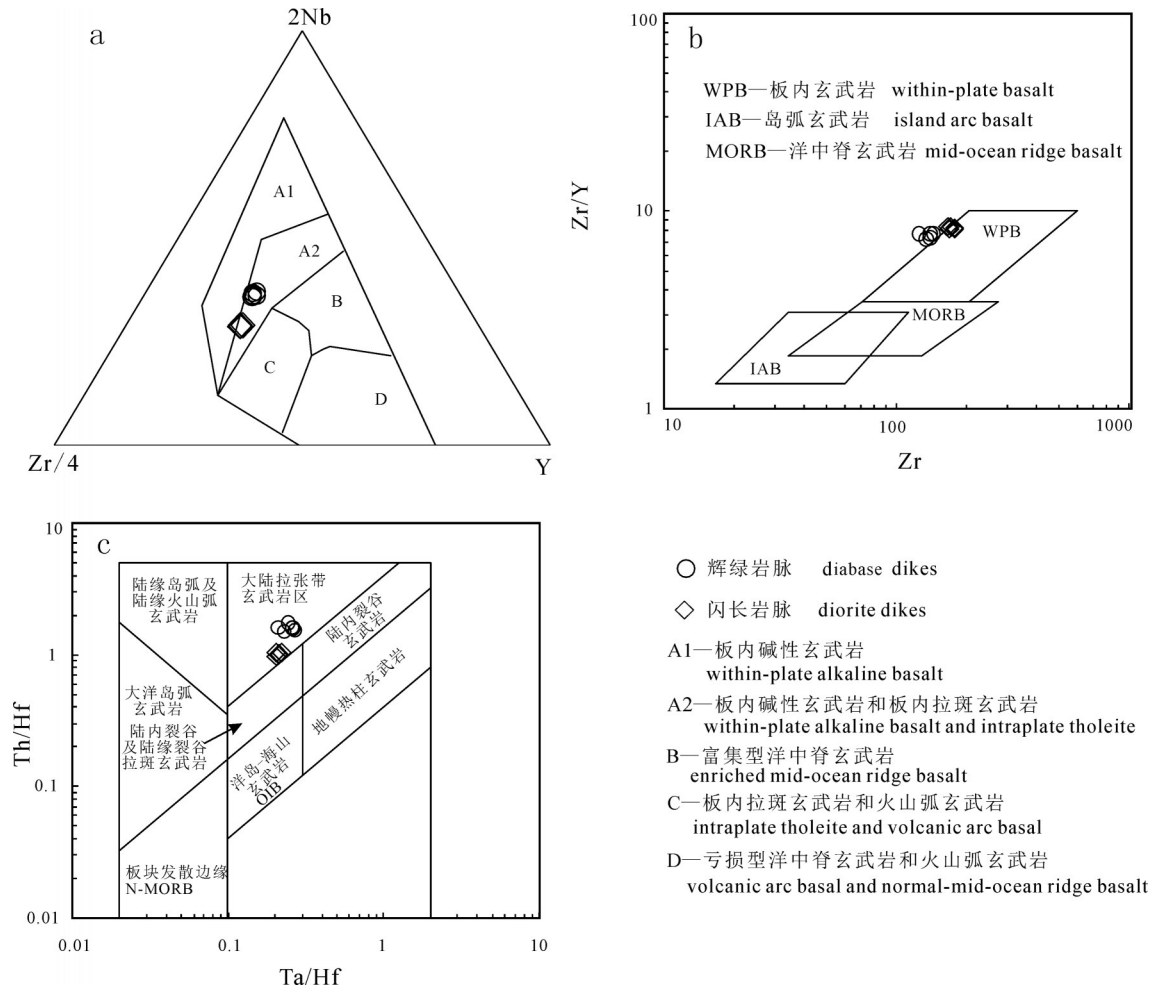 a
2Nb
A1
A2
B
C
D
Zr/4
Y
b
100
10
1
Zr/Y
WPB—板内玄武岩 within-plate basalt
IAB—岛弧玄武岩 island arc basalt
MORB—洋中脊玄武岩 mid-ocean ridge basalt
WPB
MORB
IAB
10
100
1000
Zr
c
10
1
0.1
0.01
Th/Hf
陆缘岛弧及
陆缘火山弧
玄武岩
大陆拉张带
玄武岩区
陆内裂谷
玄武岩
大洋岛弧
玄武岩
陆内裂谷
及陆缘裂谷
拉斑玄武岩
地幔热柱玄武岩
洋岛-海山
玄武岩
OIB
板块发散边缘
N-MORB
0.01
0.1
1
10
Ta/Hf
辉绿岩脉 diabase dikes
闪长岩脉 diorite dikes
A1—板内碱性玄武岩
within-plate alkaline basalt
A2—板内碱性玄武岩和板内拉斑玄武岩
within-plate alkaline basalt and intraplate tholeite
B—富集型洋中脊玄武岩
enriched mid-ocean ridge basalt
C—板内拉斑玄武岩和火山弧玄武岩
intraplate tholeite and volcanic arc basal
D—亏损型洋中脊玄武岩和火山弧玄武岩
volcanic arc basal and normal-mid-ocean ridge basalt